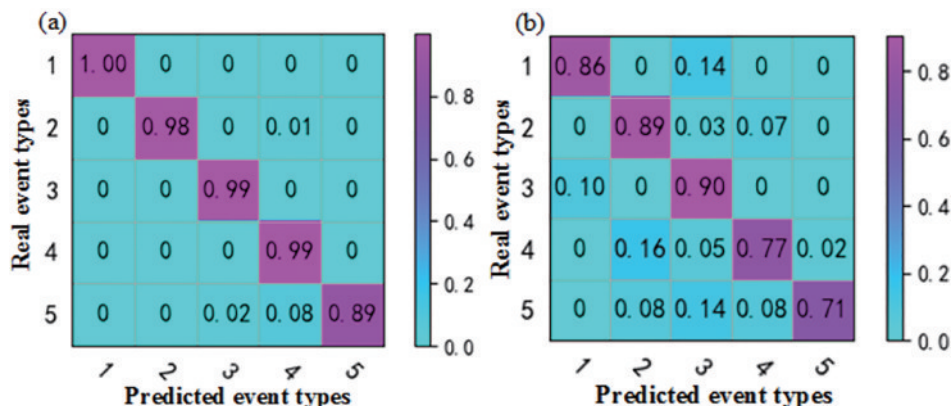 (a)
Real event types
1 1.00 0 0 0 0
2 0 0.98 0 0.01 0
3 0 0 0.99 0 0
4 0 0 0 0.99 0
5 0 0 0.02 0.08 0.89
1 2 3 4 5
Predicted event types
0.8
0.6
0.4
0.2
0.0
(b)
Real event types
1 0.86 0 0.14 0 0
2 0 0.89 0.03 0.07 0
3 0.10 0 0.90 0 0
4 0 0.16 0.05 0.77 0.02
5 0 0.08 0.14 0.08 0.71
1 2 3 4 5
Predicted event types
0.8
0.6
0.4
0.2
0.0